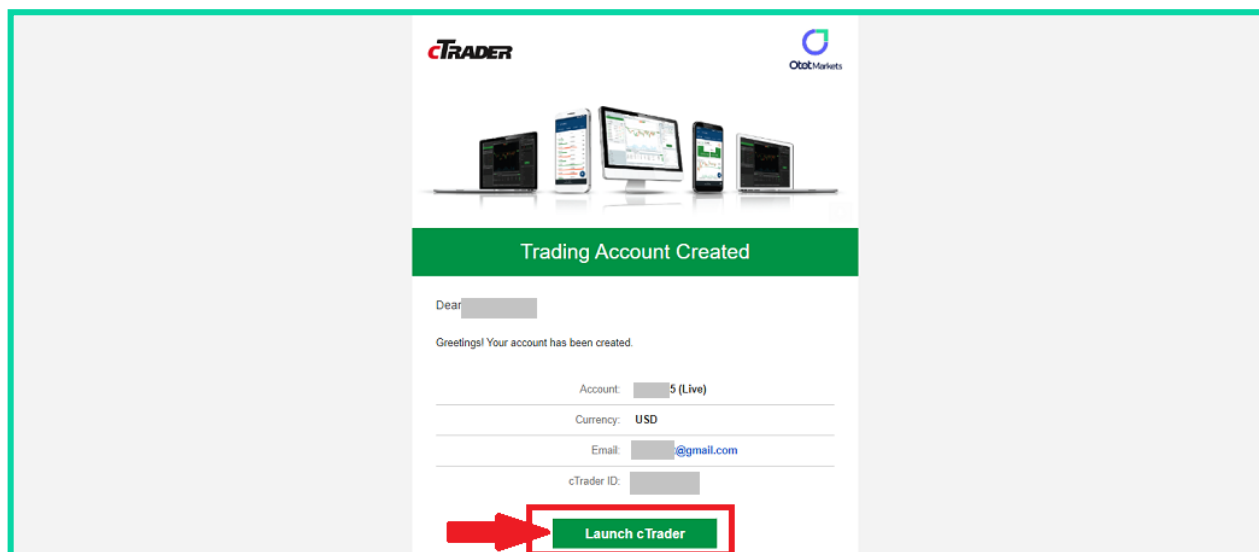 cTRADER
Otot Markets
Trading Account Created
Dear
Greetings! Your account has been created.
Account: 5 (Live)
Currency: USD
Email: @gmail.com
cTrader ID:
Launch cTrader